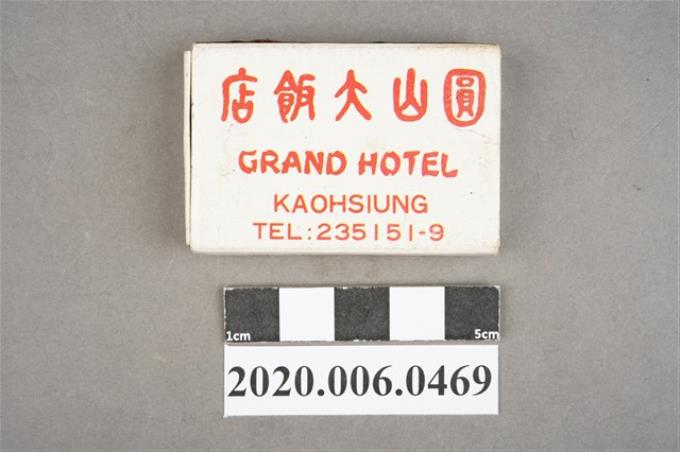 圓山大飯店
GRAND HOTEL
KAOHSIUNG
TEL:235151-9
1cm 5cm
2020.006.0469